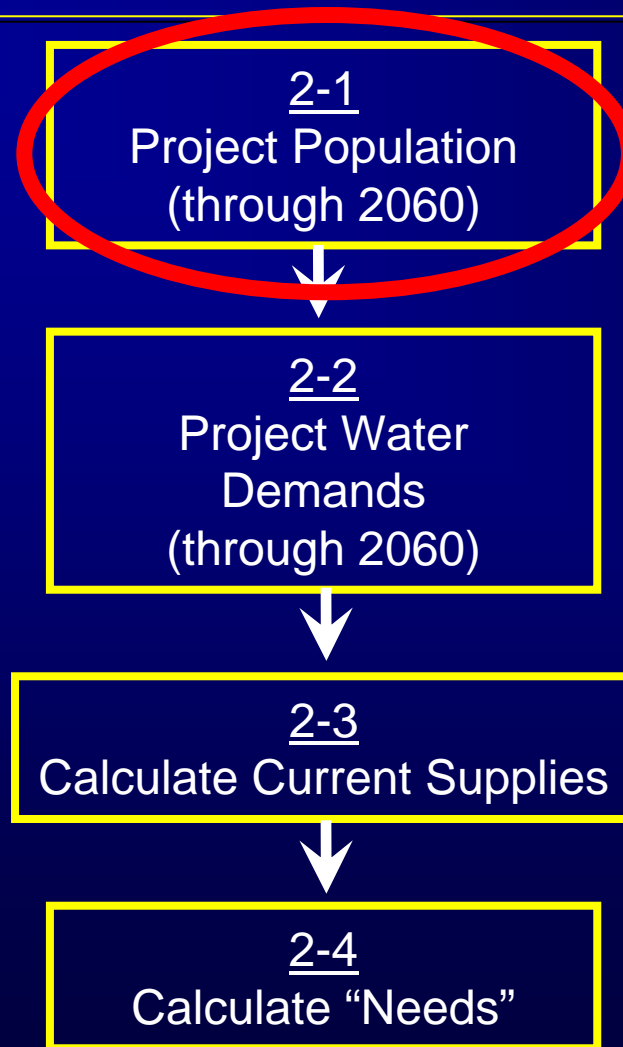 2-1
Project Population
(through 2060)
2-2
Project Water
Demands
(through 2060)
2-3
Calculate Current Supplies
2-4
Calculate “Needs”